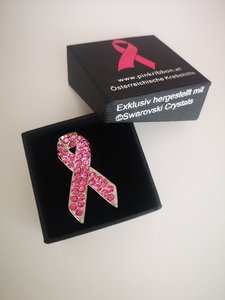 www.pinkribbon.at
Österreichische Krebshilfe
Exklusiv hergestellt mit
©Swarovski Crystals